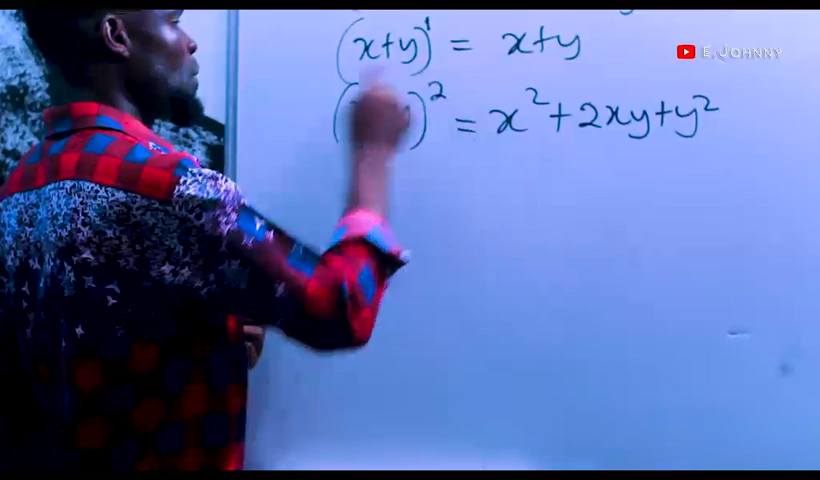 (x+y)¹ = x+y
E. JOHNNY
( )² = x²+2xy+y²